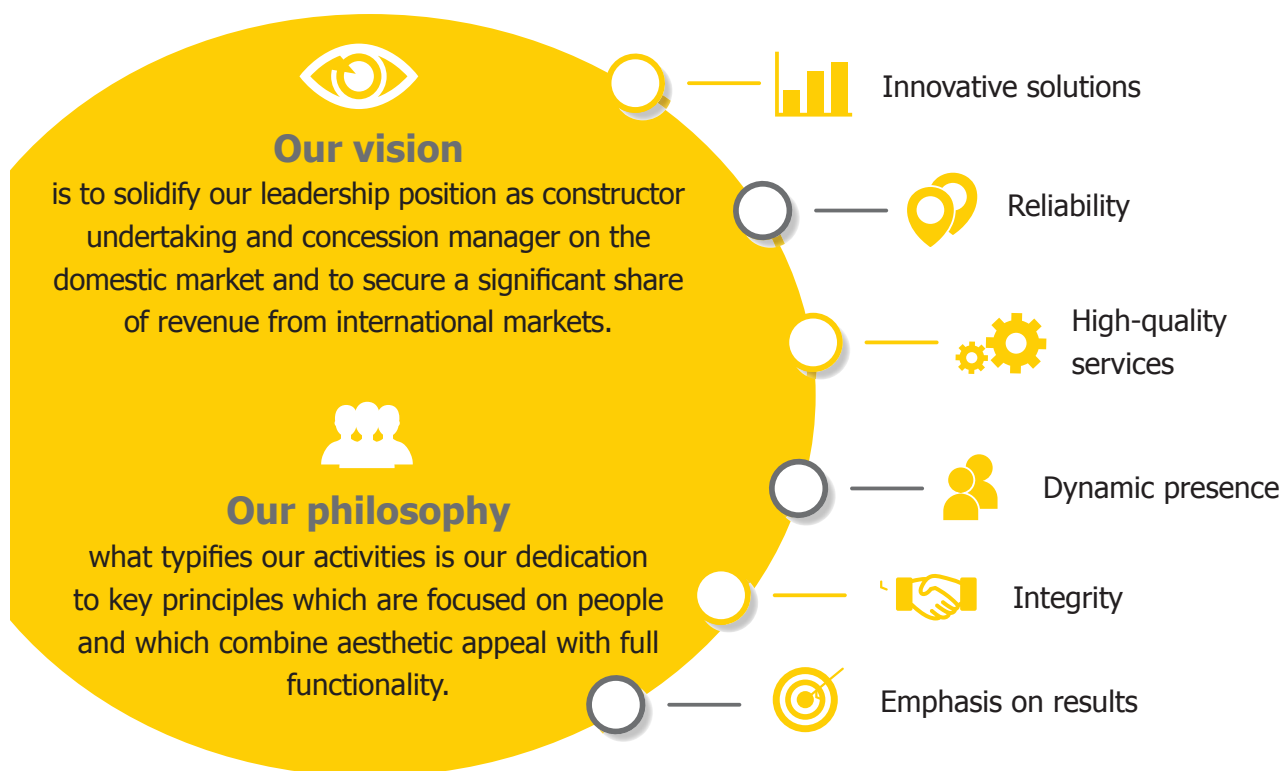 Our vision
is to solidify our leadership position as constructor
undertaking and concession manager on the
domestic market and to secure a significant share
of revenue from international markets.
Our philosophy
what typifies our activities is our dedication
to key principles which are focused on people
and which combine aesthetic appeal with full
functionality.
Innovative solutions
Reliability
High-quality
services
Dynamic presence
Integrity
Emphasis on results